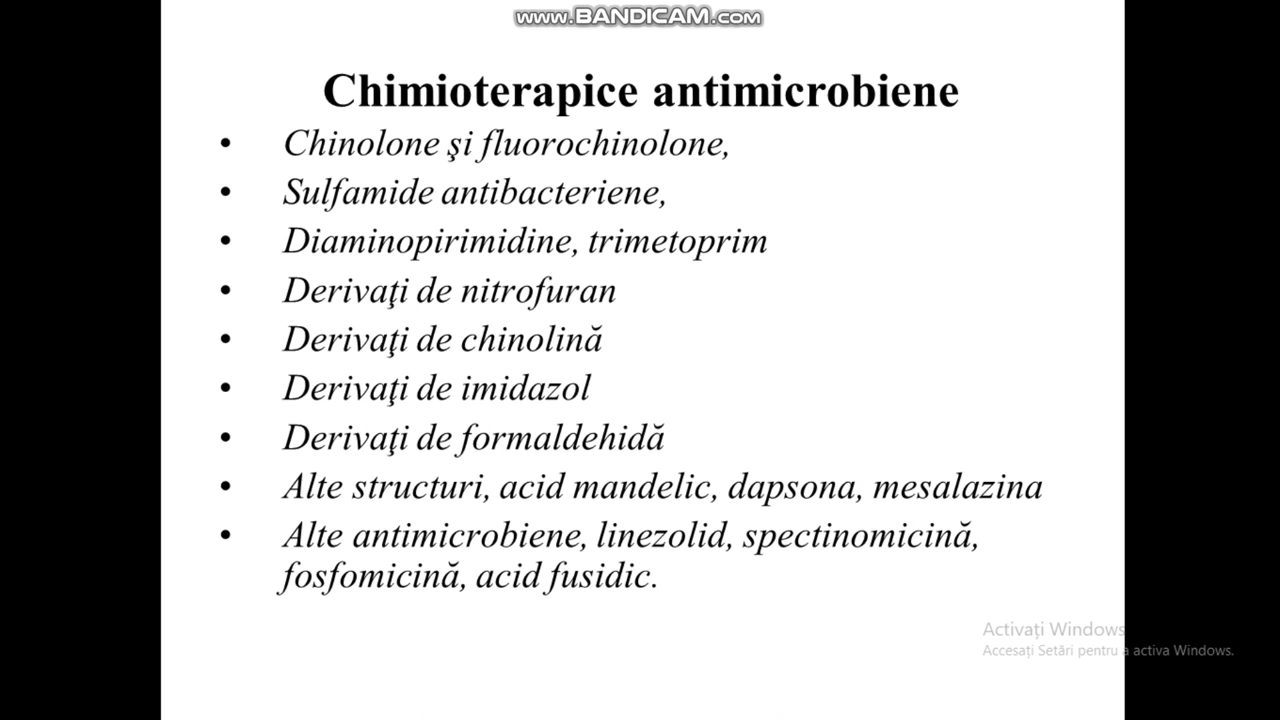 www.BANDICAM.com
Chimioterapice antimicrobiene
• Chinolone şi fluorochinolone,
• Sulfamide antibacteriene,
• Diaminopirimidine, trimetoprim
• Derivaţi de nitrofuran
• Derivaţi de chinolină
• Derivaţi de imidazol
• Derivaţi de formaldehidă
• Alte structuri, acid mandelic, dapsona, mesalazina
• Alte antimicrobiene, linezolid, spectinomicină,
fosfomicină, acid fusidic.
Activați Windows
Accesați Setări pentru a activa Windows.